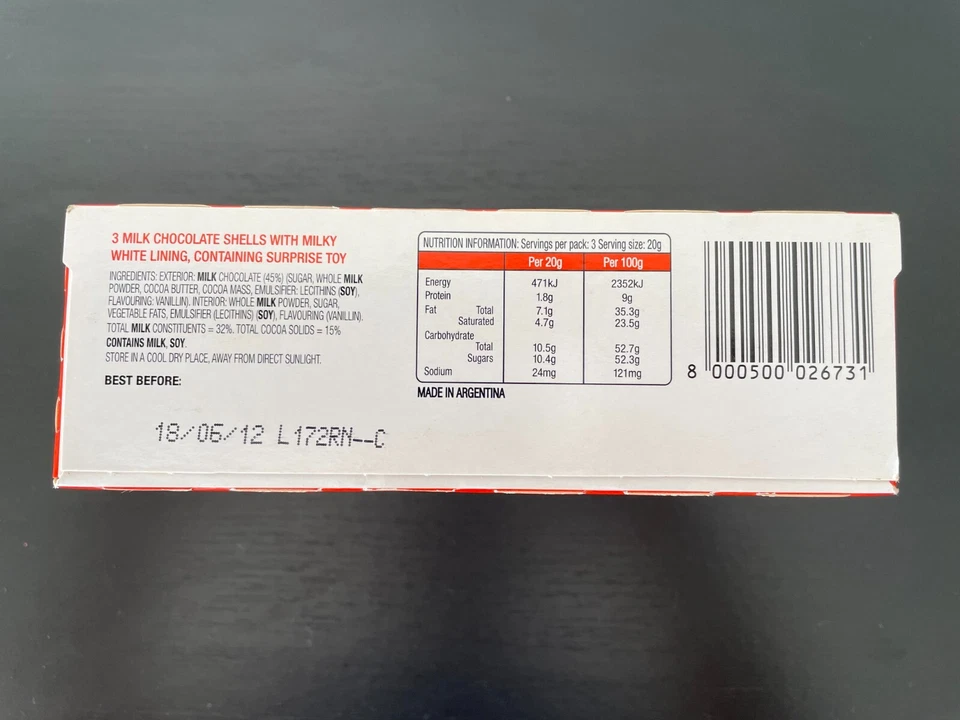 3 MILK CHOCOLATE SHELLS WITH MILKY
WHITE LINING, CONTAINING SURPRISE TOY
INGREDIENTS: EXTERIOR: MILK CHOCOLATE (45%) (SUGAR, WHOLE MILK
POWDER, COCOA BUTTER, COCOA MASS, EMULSIFIER: LECITHINS (SOY),
FLAVOURING: VANILLIN). INTERIOR: WHOLE MILK POWDER, SUGAR,
VEGETABLE FATS, EMULSIFIER (LECITHINS) (SOY), FLAVOURING (VANILLIN).
TOTAL MILK CONSTITUENTS = 32%. TOTAL COCOA SOLIDS = 15%
CONTAINS MILK, SOY.
STORE IN A COOL DRY PLACE, AWAY FROM DIRECT SUNLIGHT.
BEST BEFORE:
18/06/12 L172RN--C
NUTRITION INFORMATION: Servings per pack: 3 Serving size: 20g
Per 20g Per 100g
Energy 471kJ 2352kJ
Protein 1.8g 9g
Fat Total 7.1g 35.3g
Saturated 4.7g 23.5g
Carbohydrate
Total 10.5g 52.7g
Sugars 10.4g 52.3g
Sodium 24mg 121mg
MADE IN ARGENTINA
8 000500 026731